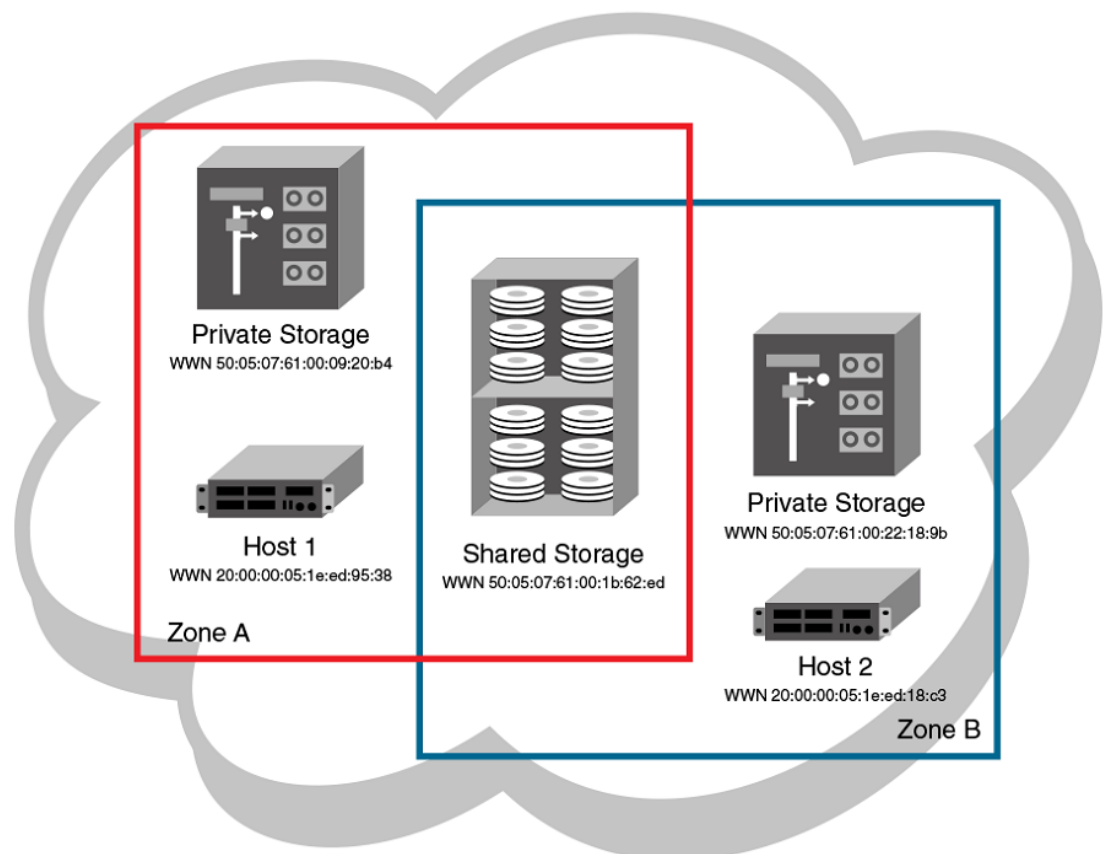 Private Storage
WWN 50:05:07:61:00:09:20:b4
Host 1
WWN 20:00:00:05:1e:ed:95:38
Zone A
Shared Storage
WWN 50:05:07:61:00:1b:62:ed
Private Storage
WWN 50:05:07:61:00:22:18:9b
Host 2
WWN 20:00:00:05:1e:ed:18:c3
Zone B